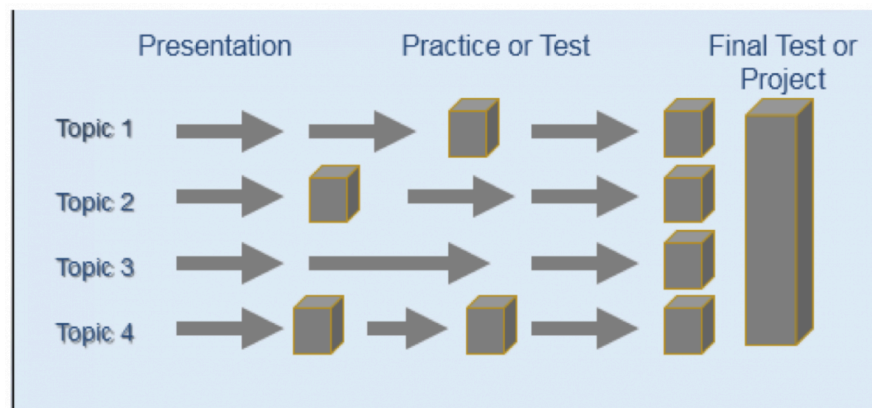 Presentation
Practice or Test
Final Test or
Project
Topic 1
Topic 2
Topic 3
Topic 4